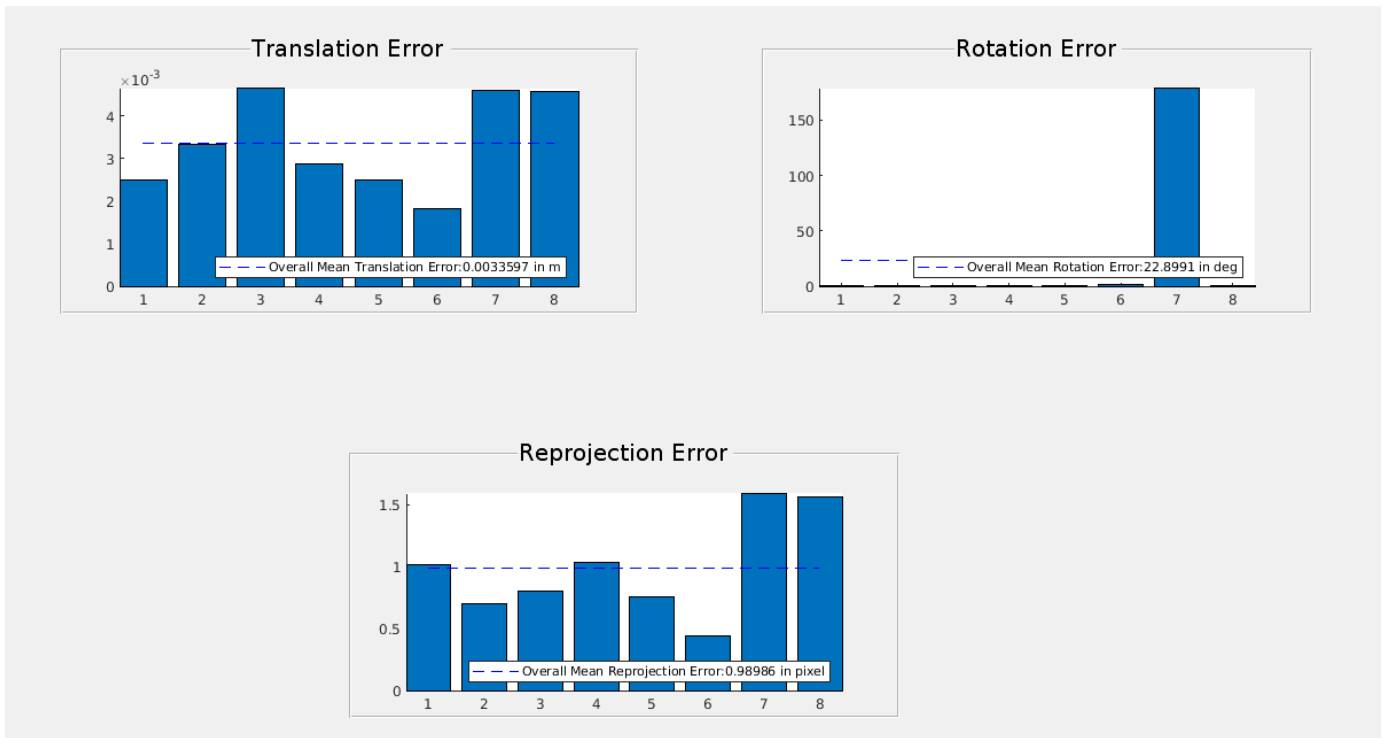 Translation Error
×10-3
4
3
2
1
0
Overall Mean Translation Error:0.0033597 in m
1 2 3 4 5 6 7 8
Rotation Error
150
100
50
0
Overall Mean Rotation Error:22.8991 in deg
1 2 3 4 5 6 7 8
Reprojection Error
1.5
1
0.5
0
Overall Mean Reprojection Error:0.98986 in pixel
1 2 3 4 5 6 7 8